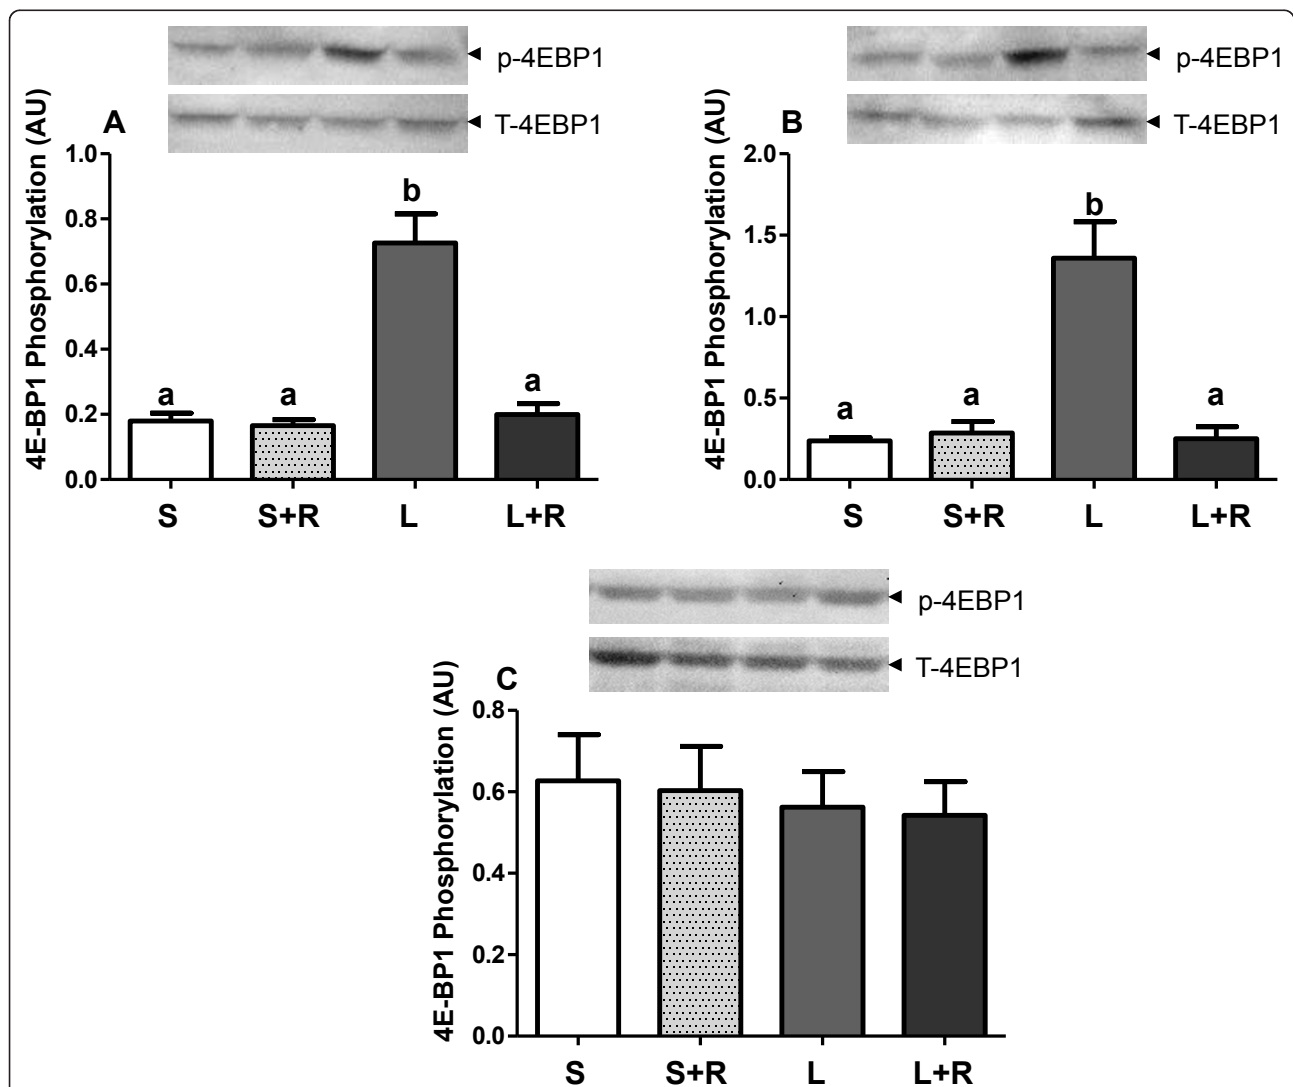 p-4EBP1
T-4EBP1
A
4E-BP1 Phosphorylation (AU)
1.0
0.8
0.6
0.4
0.2
0.0
a
a
b
a
S
S+R
L
L+R
p-4EBP1
T-4EBP1
B
4E-BP1 Phosphorylation (AU)
2.0
1.5
1.0
0.5
0.0
a
a
b
a
S
S+R
L
L+R
p-4EBP1
T-4EBP1
C
4E-BP1 Phosphorylation (AU)
0.8
0.6
0.4
0.2
0.0
S
S+R
L
L+R